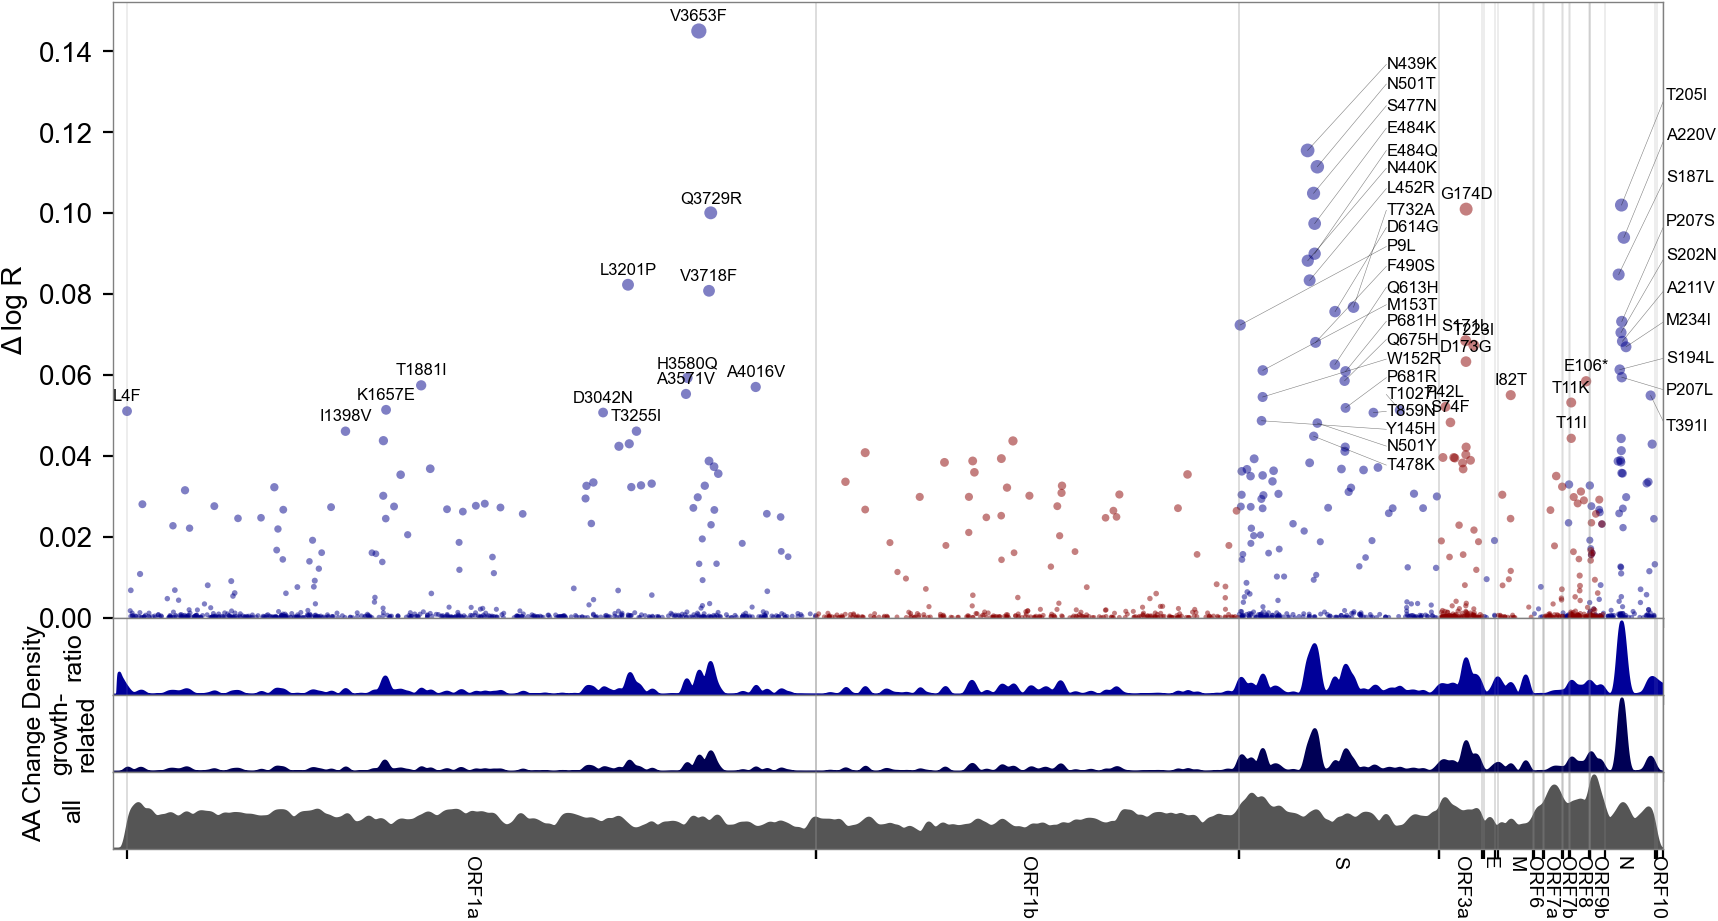 V3653F
0.14
N439K
N501T
T205I
S477N
0.12
E484K
A220V
E484Q
N440K
S187L
L452R
Q3729R
G174D
0.10
T732A
P207S
D614G
P9L
S202N
L3201P
V3718F
F490S
0.08
Q613H
A211V
M153T
P681H
M234I
S171L
T223I
Q675H
D173G
Δ log R
W152R
S194L
H3580Q
T1881I
A4016V
E106*
0.06
A3571V
P681R
I82T
T11K
P207L
L4F
K1657E
D3042N
T1027I
P42L
I1398V
T3255I
T859N
S74F
T11I
T391I
Y145H
N501Y
0.04
T478K
0.02
0.00
AA Change Density
ratio
growth-
related
all
ORF1a
ORF1b
S
ORF3a
E
M
ORF6
ORF7a
ORF7b
ORF8
ORF9b
N
ORF10